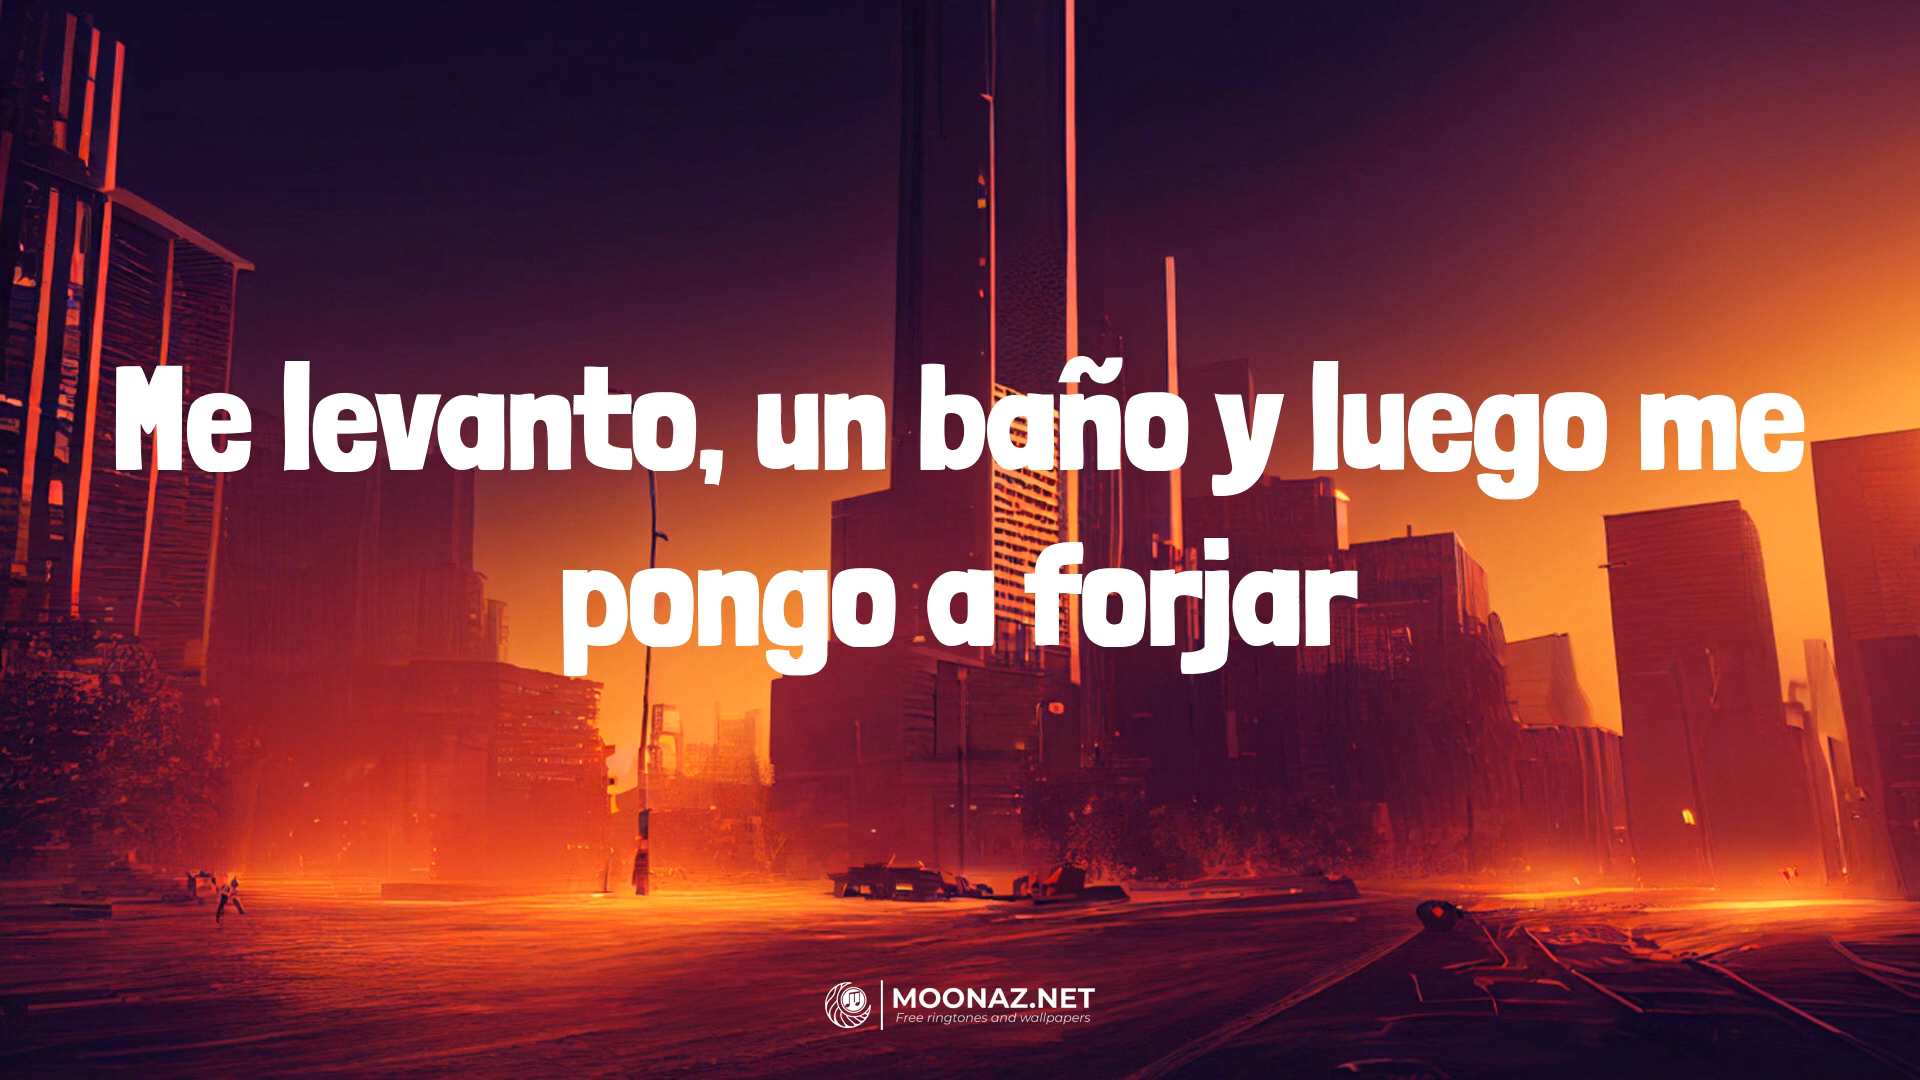 Me levanto, un baño y luego me
pongo a forjar
MOONAZ.NET
Free ringtones and wallpapers